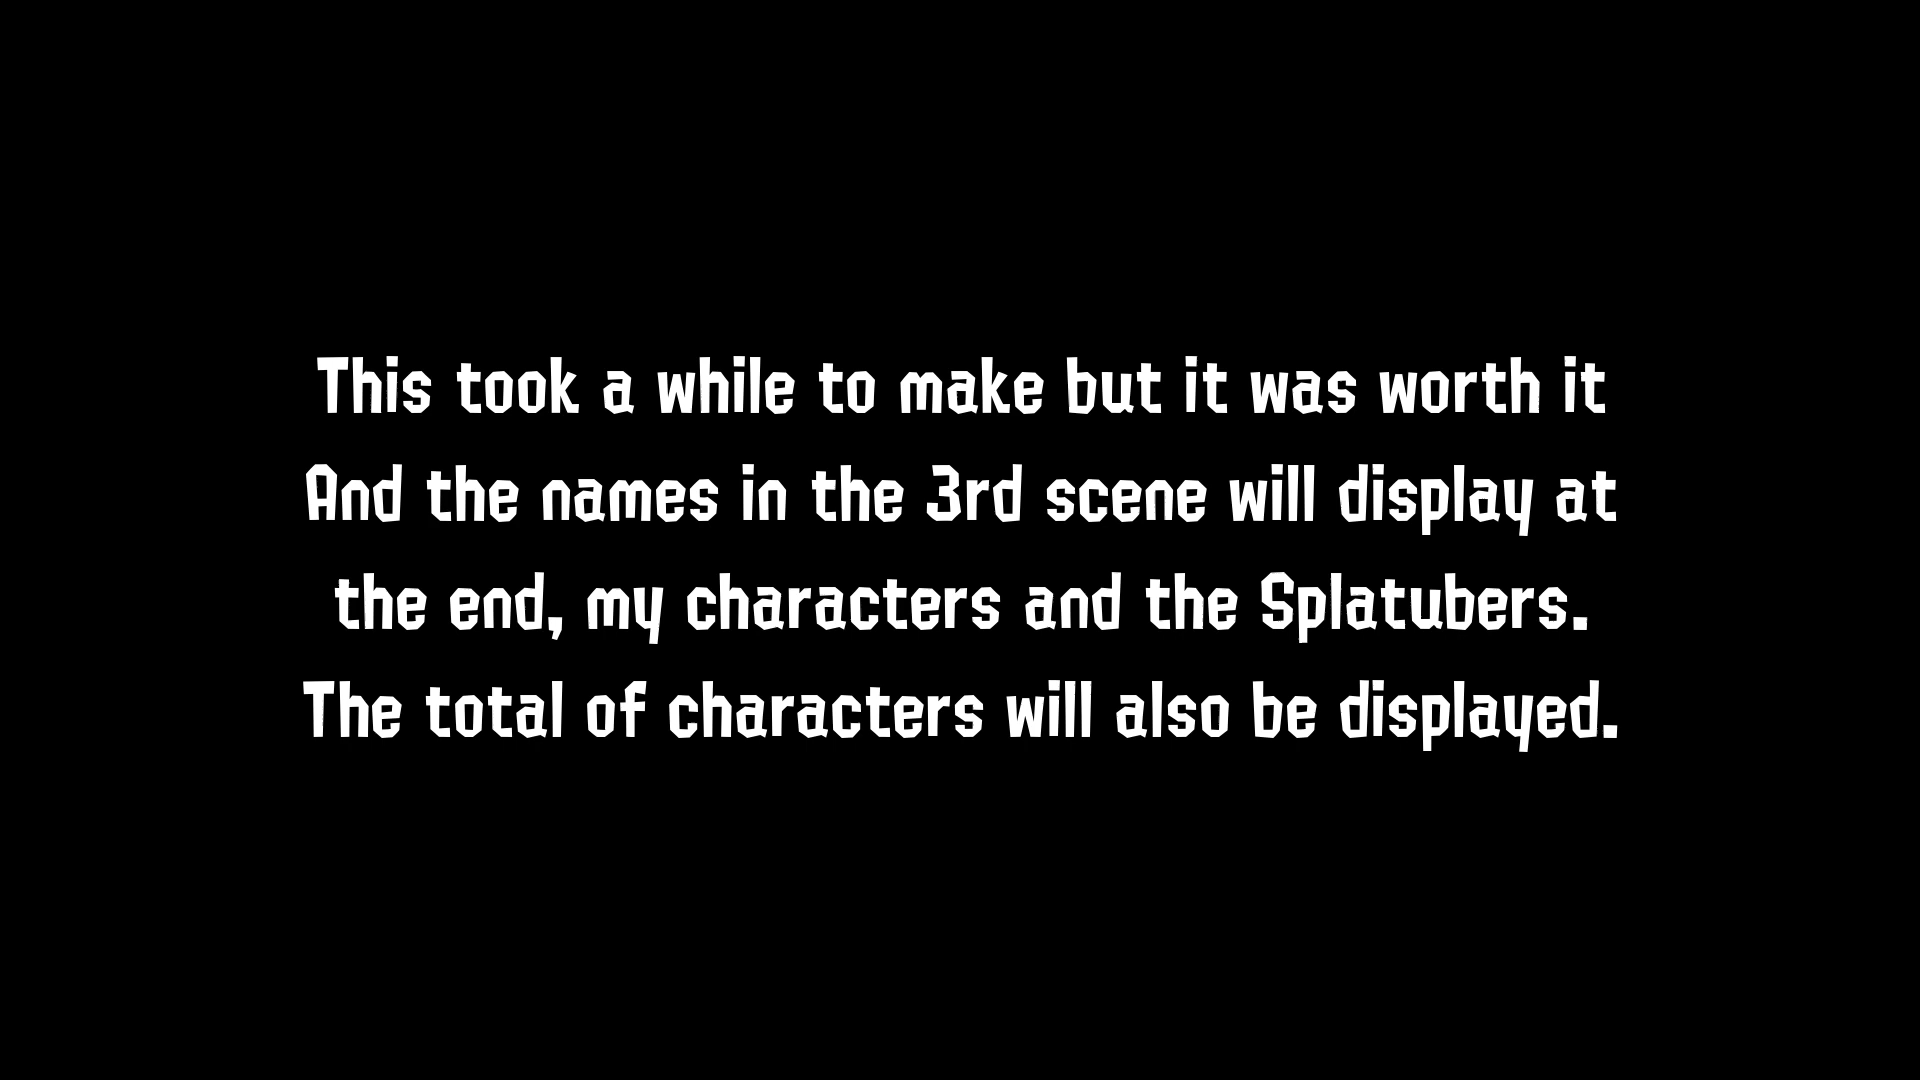 This took a while to make but it was worth it
And the names in the 3rd scene will display at
the end, my characters and the Splatubers.
The total of characters will also be displayed.